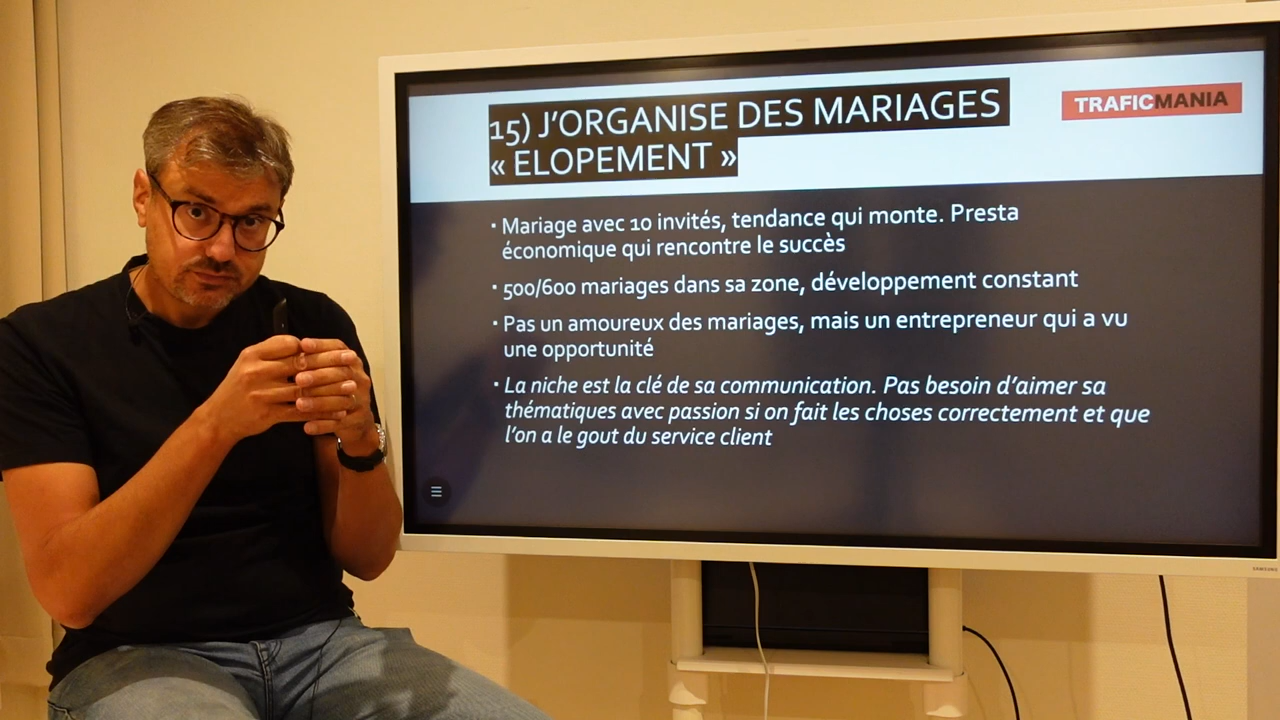 15) J'ORGANISE DES MARIAGES
« ELOPEMENT »
TRAFICMANIA
▪ Mariage avec 10 invités, tendance qui monte. Presta
économique qui rencontre le succès
▪ 500/600 mariages dans sa zone, développement constant
▪ Pas un amoureux des mariages, mais un entrepreneur qui a vu
une opportunité
▪ La niche est la clé de sa communication. Pas besoin d'aimer sa
thématiques avec passion si on fait les choses correctement et que
l'on a le gout du service client
SAMSUNG